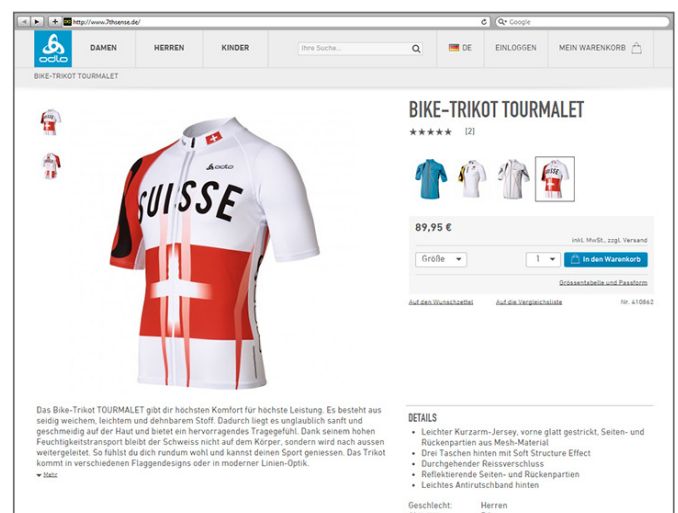 http://www.7thsense.de/
Google
odlo
DAMEN
HERREN
KINDER
Ihre Suche...
DE
EINLOGGEN
MEIN WARENKORB
BIKE-TRIKOT TOURMALET
BIKE-TRIKOT TOURMALET
★★★★★ [2]
odlo
SUISSE
89,95 €
inkl. MwSt., zzgl. Versand
Größe
1
In den Warenkorb
Grössentabelle und Passform
Auf den Wunschzettel
Auf die Vergleichsliste
Nr. 410862
Das Bike-Trikot TOURMALET gibt dir höchsten Komfort für höchste Leistung. Es besteht aus
seidig weichem, leichtem und dehnbarem Stoff. Dadurch liegt es unglaublich sanft und
geschmeidig auf der Haut und bietet ein hervorragendes Tragegefühl. Dank seinem hohen
Feuchtigkeitstransport bleibt der Schweiss nicht auf dem Körper, sondern wird nach aussen
weitergeleitet. So fühlst du dich rundum wohl und kannst deinen Sport geniessen. Das Trikot
kommt in verschiedenen Flaggendesigns oder in moderner Linien-Optik.
Mehr
DETAILS
• Leichter Kurzarm-Jersey, vorne glatt gestrickt, Seiten- und
Rückenpartien aus Mesh-Material
• Drei Taschen hinten mit Soft Structure Effect
• Durchgehender Reissverschluss
• Reflektierende Seiten- und Rückenpartien
• Leichtes Antirutschband hinten
Geschlecht: Herren